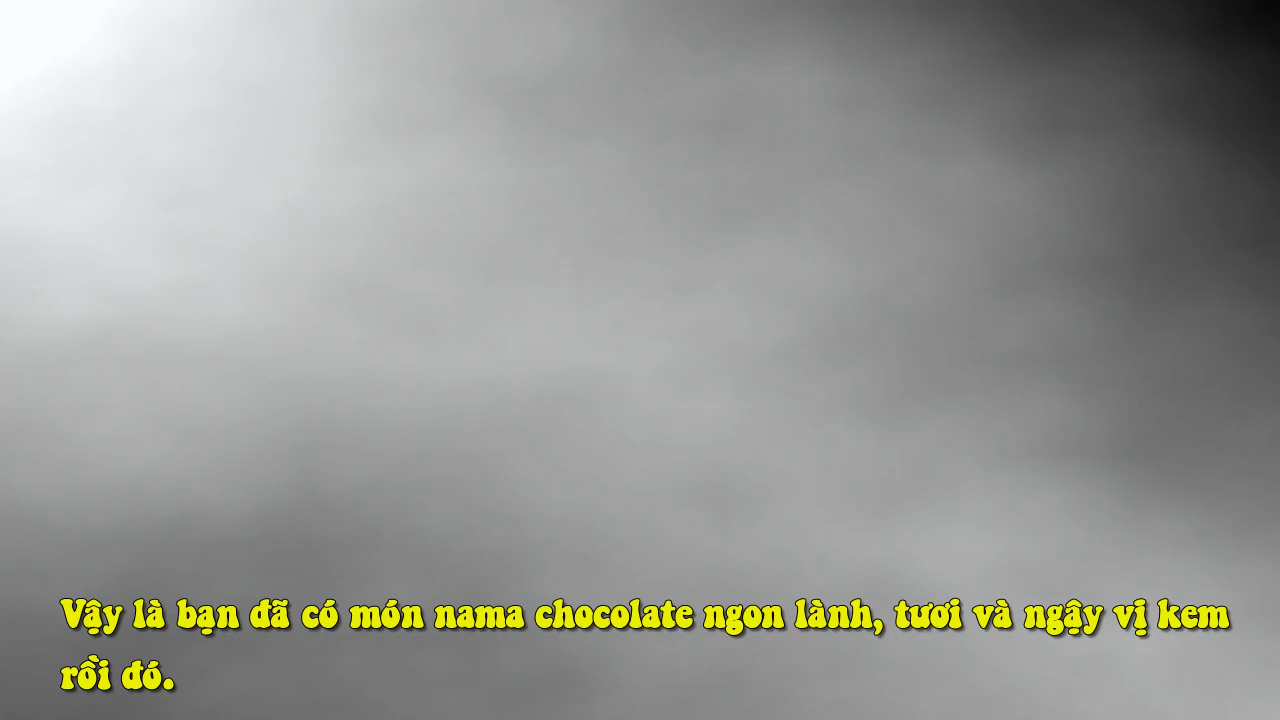 Vậy là bạn đã có món nama chocolate ngon lành, tươi và ngậy vị kem
rồi đó.